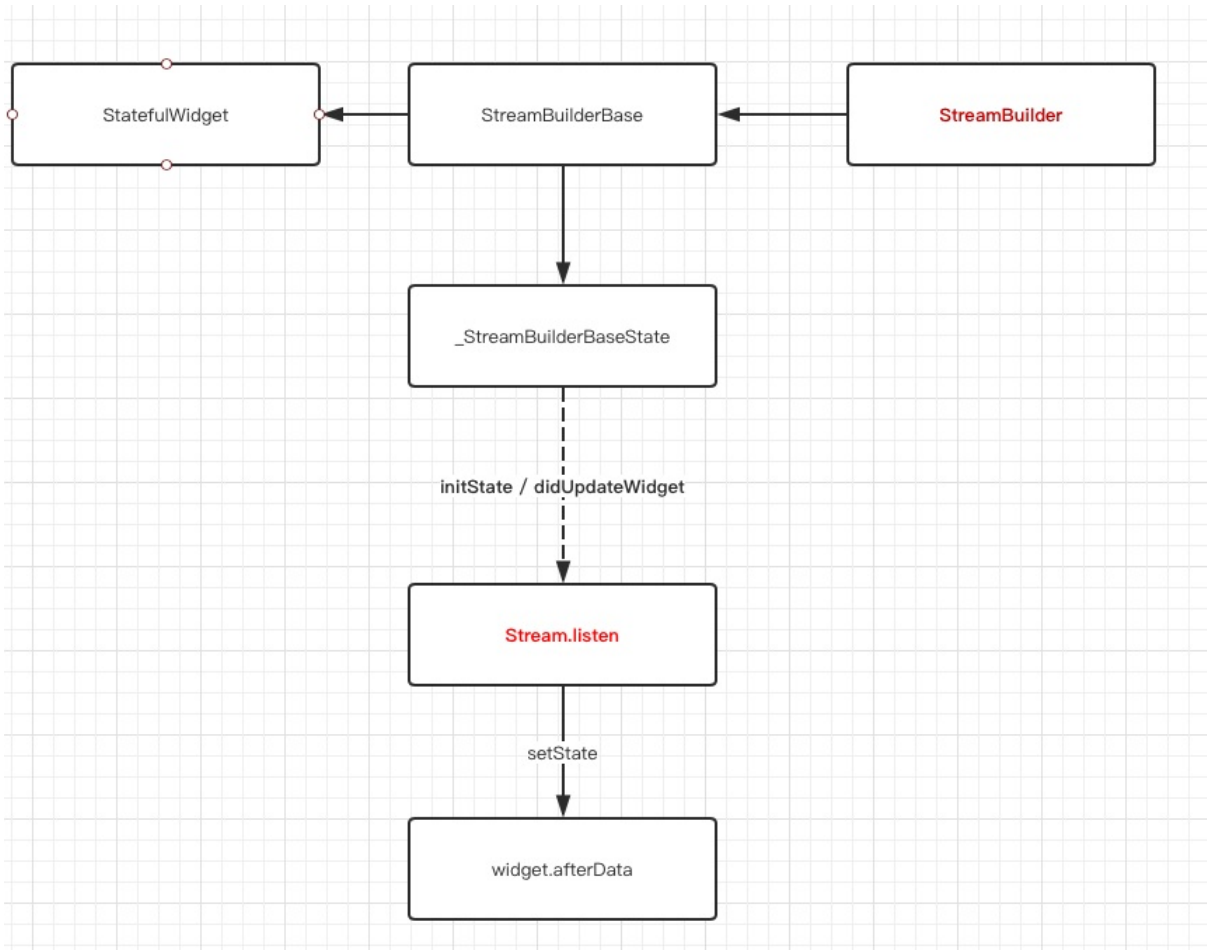 StatefulWidget
StreamBuilderBase
StreamBuilder
_StreamBuilderBaseState
initState / didUpdateWidget
Stream.listen
setState
widget.afterData